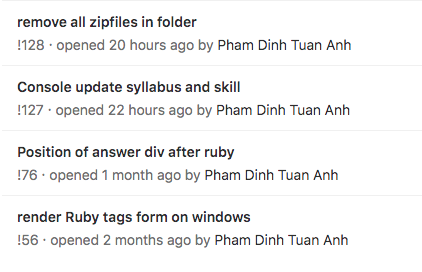 remove all zipfiles in folder
!128 · opened 20 hours ago by Pham Dinh Tuan Anh
Console update syllabus and skill
!127 · opened 22 hours ago by Pham Dinh Tuan Anh
Position of answer div after ruby
!76 · opened 1 month ago by Pham Dinh Tuan Anh
render Ruby tags form on windows
!56 · opened 2 months ago by Pham Dinh Tuan Anh